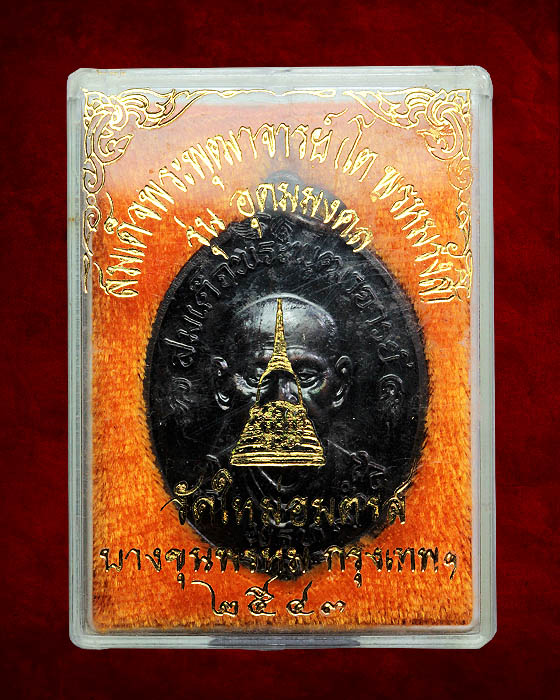 สมเด็จพระพุฒาจารย์ (โต พรหมรังสี)
รุ่น อุดมมงคล
วัดใหม่อมตรส
บางขุนพรหม กรุงเทพฯ
๒๕๔๓